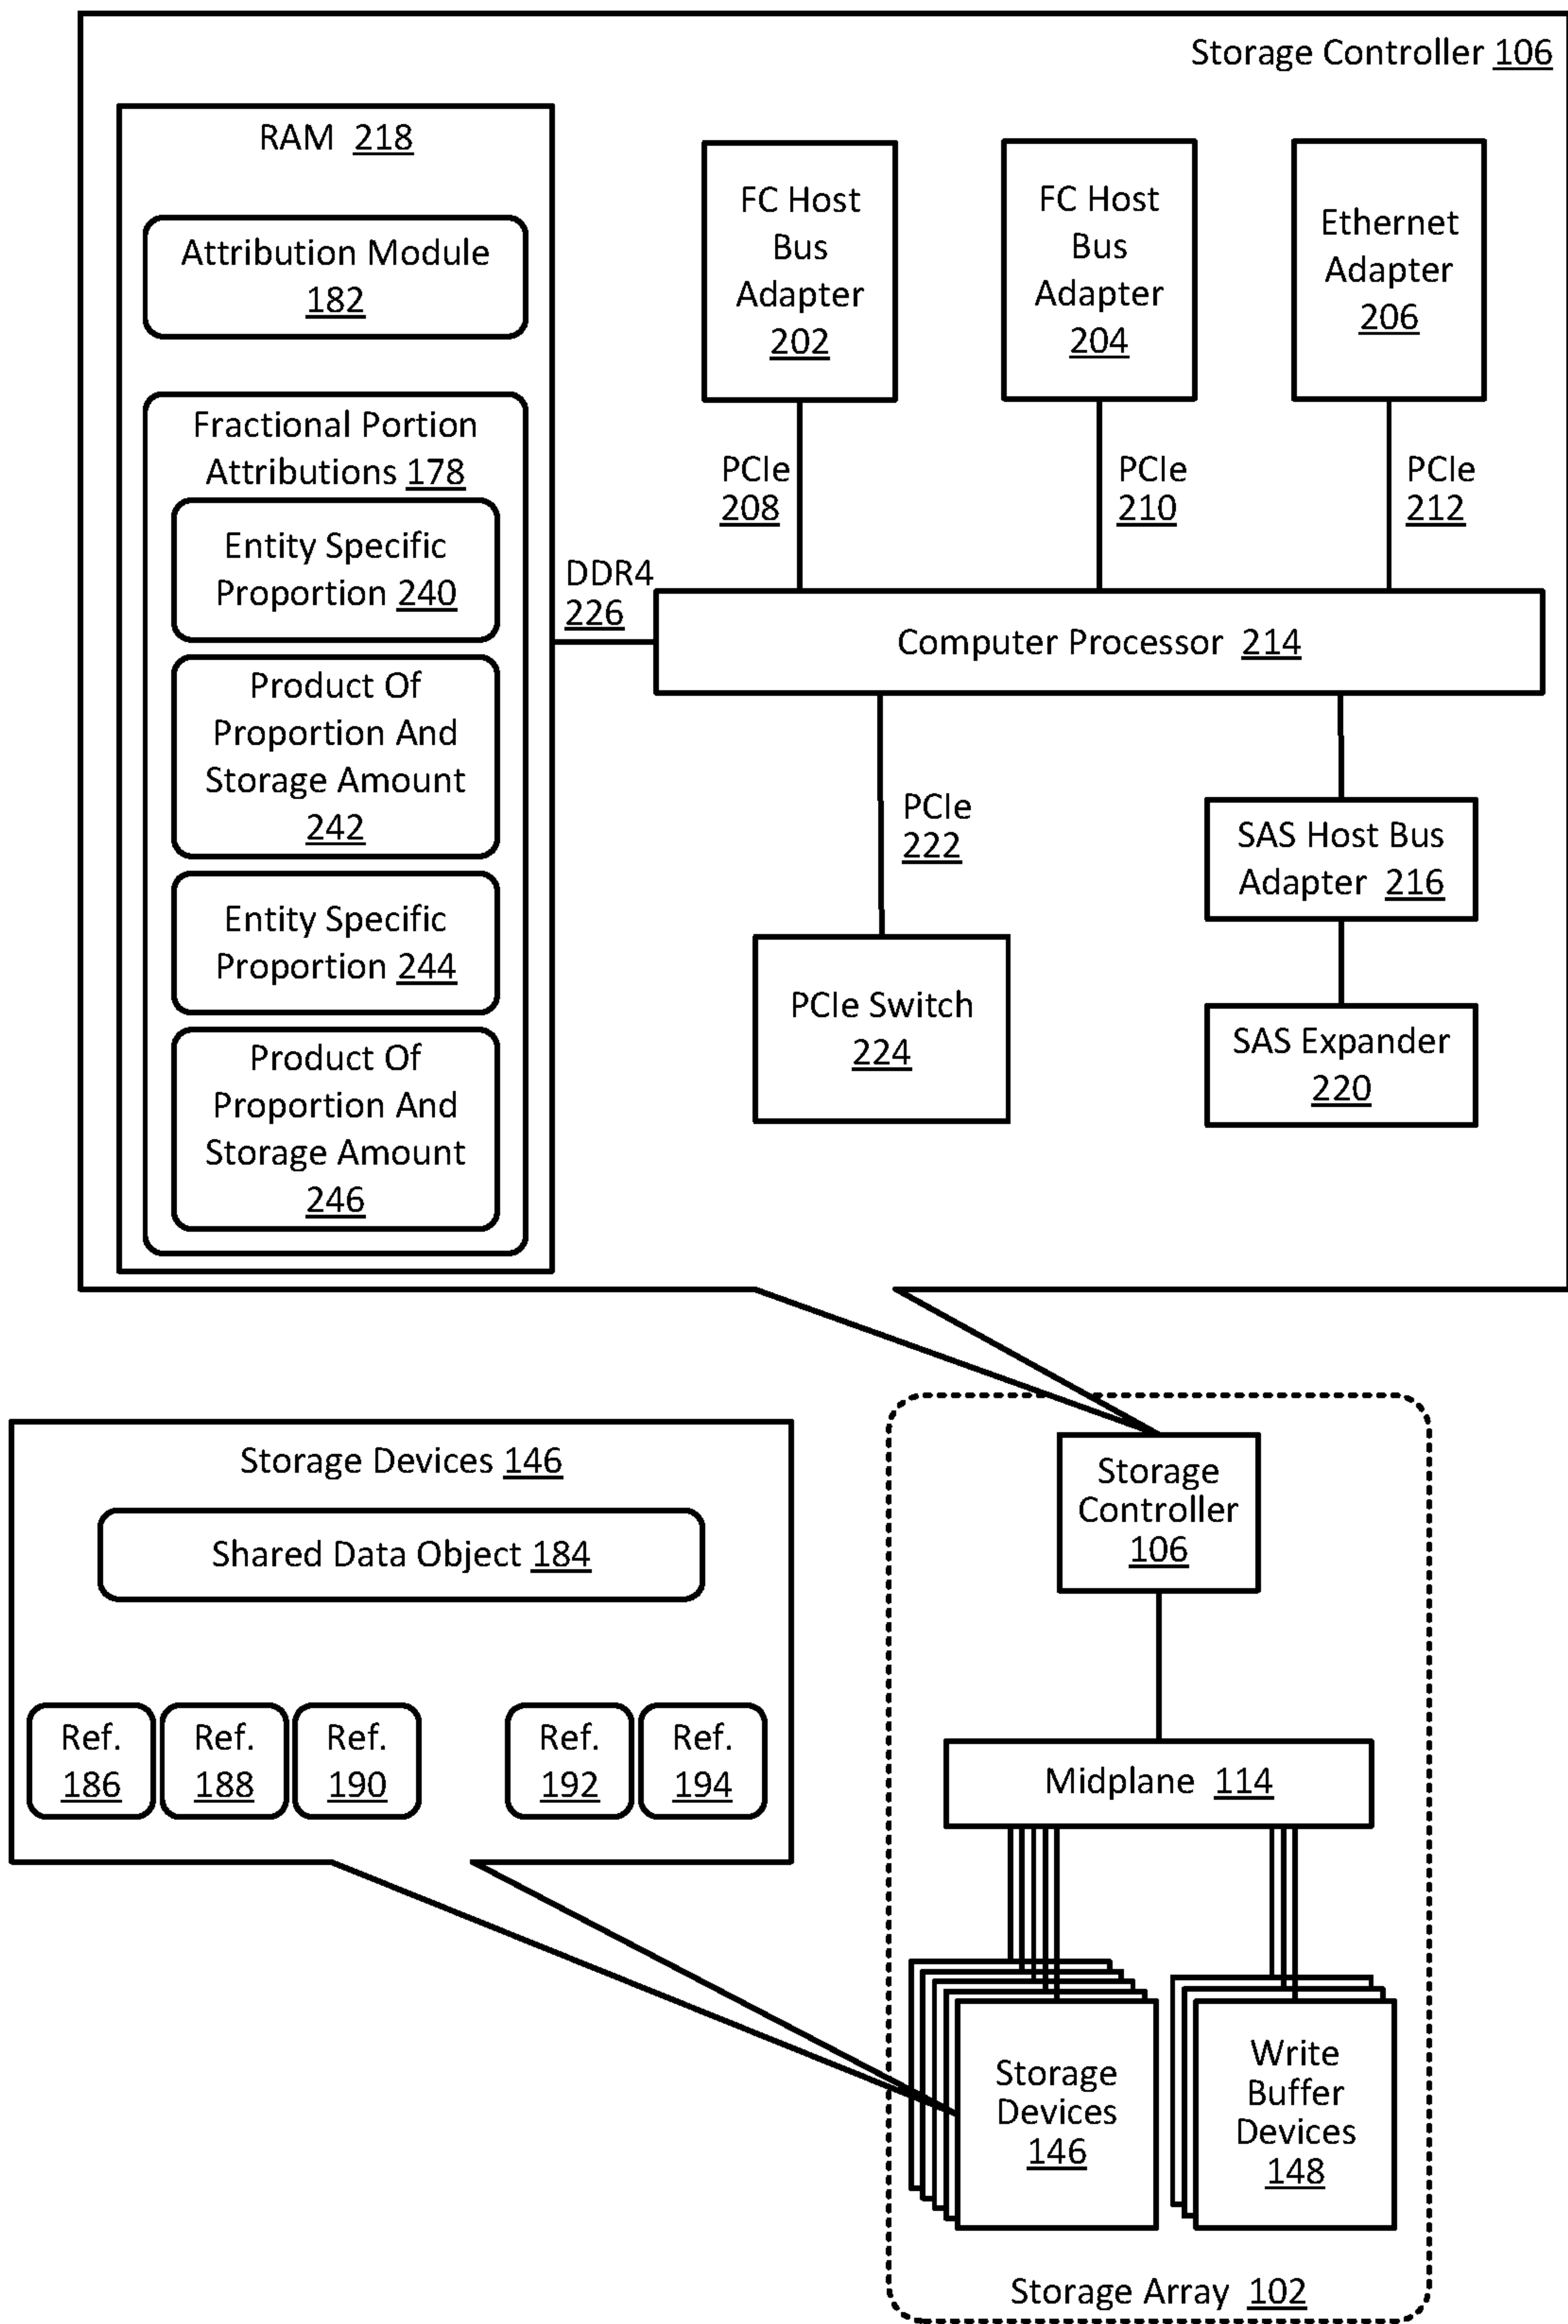 Storage Controller 106
RAM 218
Attribution Module
182
Fractional Portion
Attributions 178
Entity Specific
Proportion 240
Product Of
Proportion And
Storage Amount
242
Entity Specific
Proportion 244
Product Of
Proportion And
Storage Amount
246
FC Host
Bus
Adapter
202
FC Host
Bus
Adapter
204
Ethernet
Adapter
206
PCIe
208
PCIe
210
PCIe
212
DDR4
226
Computer Processor 214
PCIe
222
SAS Host Bus
Adapter 216
PCIe Switch
224
SAS Expander
220
Storage Devices 146
Shared Data Object 184
Ref.
186
Ref.
188
Ref.
190
Ref.
192
Ref.
194
Storage
Controller
106
Midplane 114
Storage
Devices
146
Write
Buffer
Devices
148
Storage Array 102